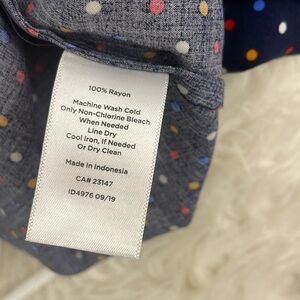 100% Rayon
Machine Wash Cold
Only Non-Chlorine Bleach
When Needed
Line Dry
Cool Iron, If Needed
Or Dry Clean
Made in Indonesia
CA# 23147
ID4976 09/19